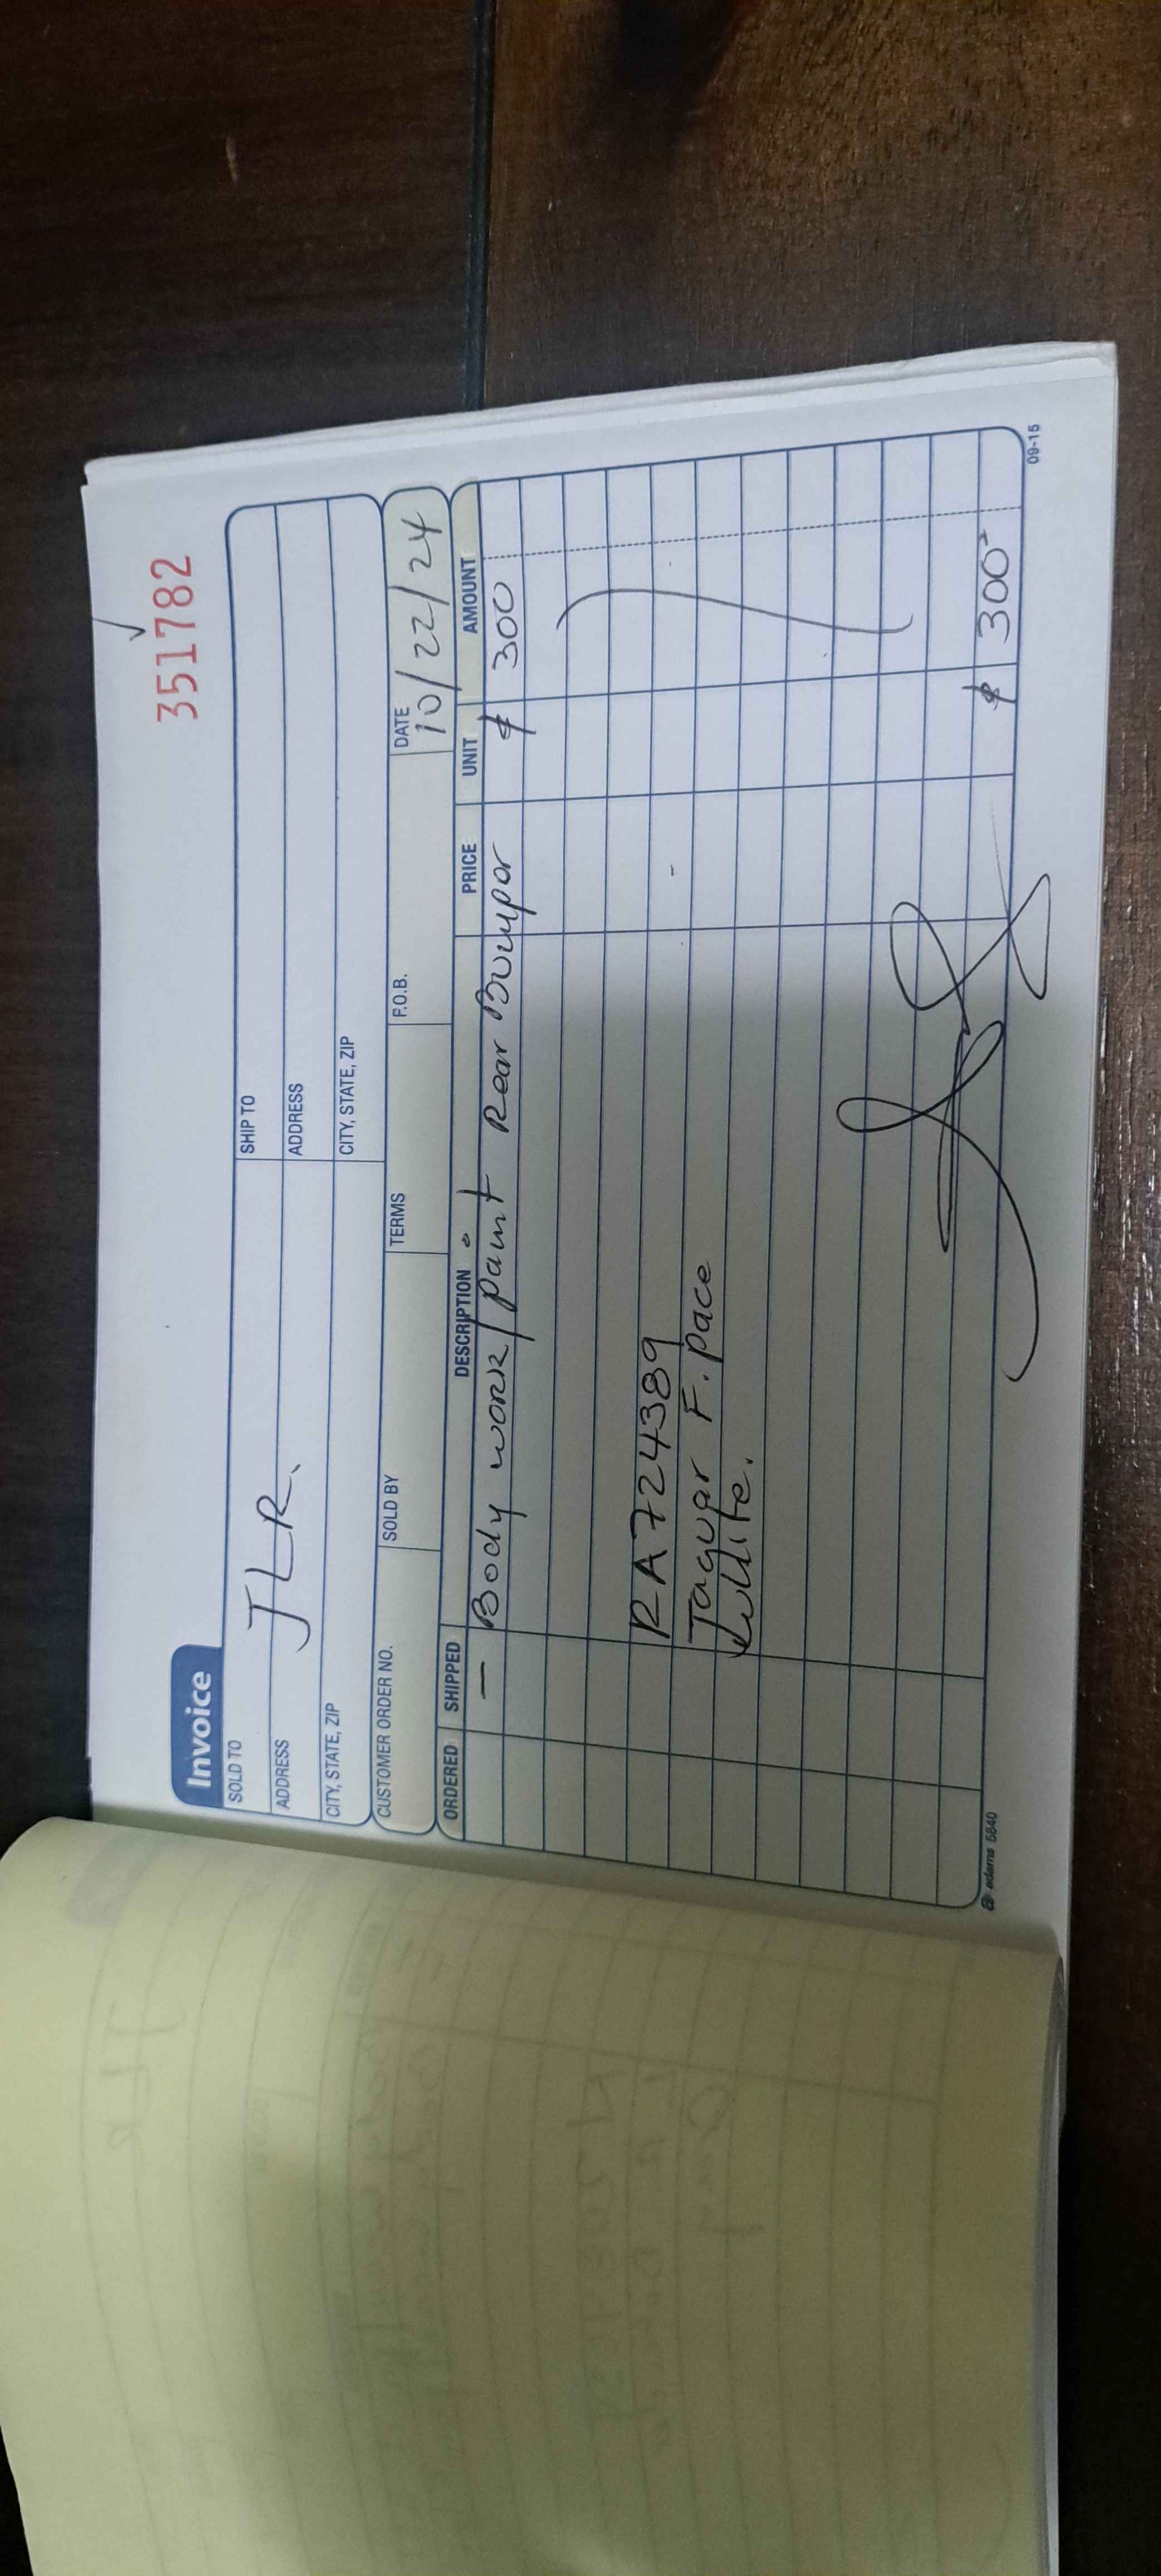 351782
Invoice
SOLD TO JLR. SHIP TO
ADDRESS ADDRESS
CITY, STATE, ZIP CITY, STATE, ZIP
CUSTOMER ORDER NO. SOLD BY TERMS F.O.B. DATE 10/22/24
ORDERED SHIPPED DESCRIPTION PRICE UNIT AMOUNT
— Body work/paint Rear Bumpor $ 300
RA724389
Jaguar F. pace
White.
$ 300
adams 5840 09-15